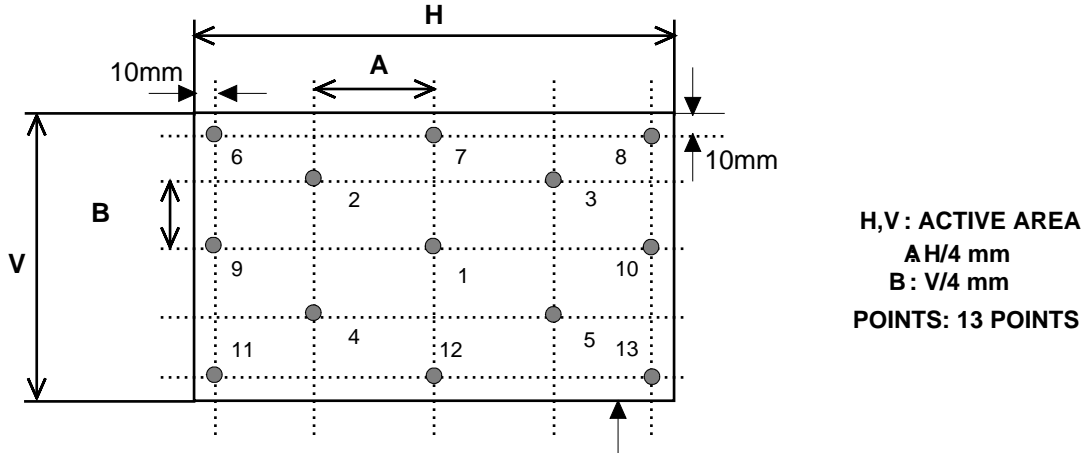 H
10mm
A
6
7
8
10mm
2
3
B
H,V : ACTIVE AREA
V
9
1
10
A: H/4 mm
B : V/4 mm
4
5
POINTS: 13 POINTS
11
12
13